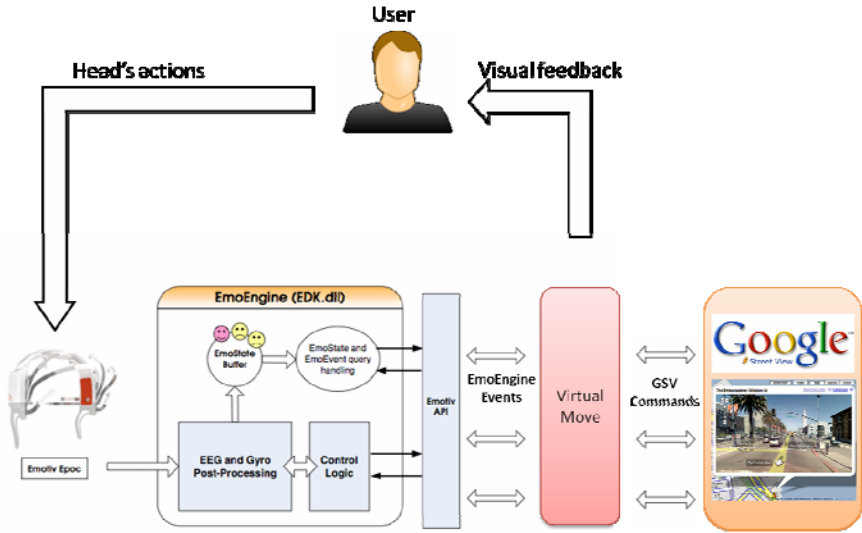 User
Head's actions
Visual feedback
EmoEngine (EDK.dll)
EmoState
Buffer
EmoState and
EmoEvent query
handling
EEG and Gyro
Post-Processing
Control
Logic
Emotiv Epoc
Emotiv
API
EmoEngine
Events
Virtual
Move
GSV
Commands
Google
Street View